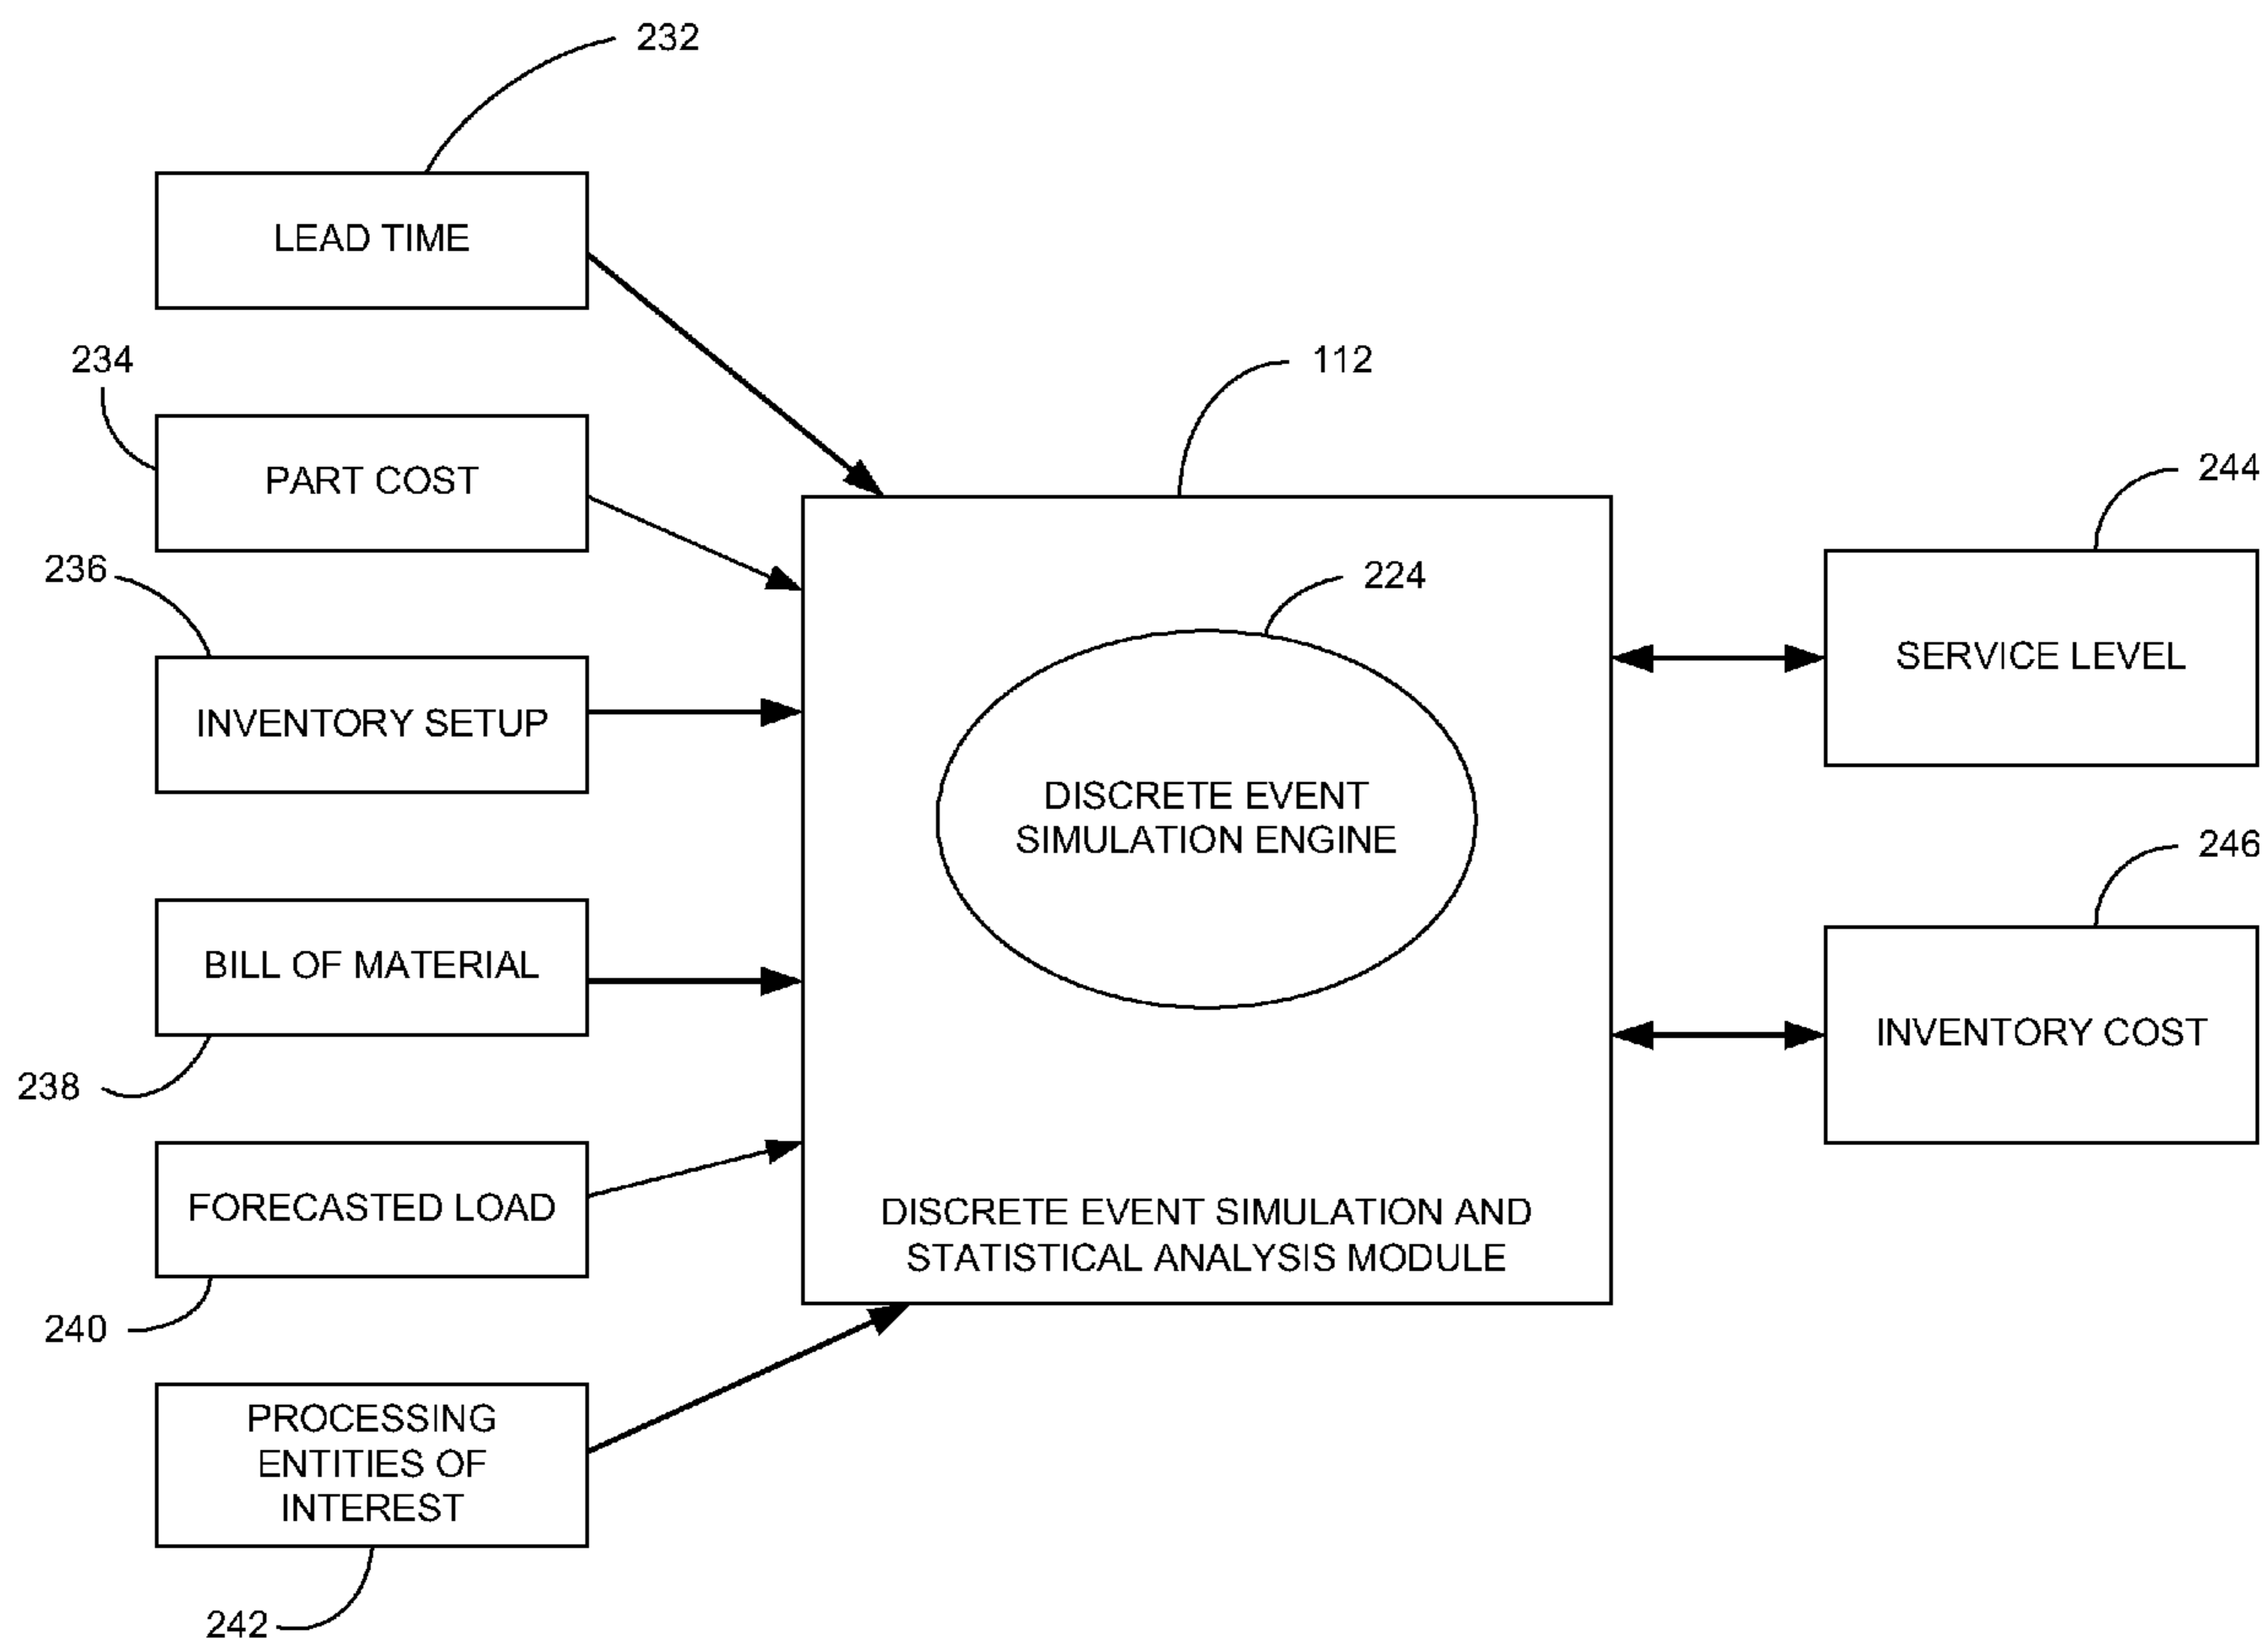 232
LEAD TIME
234
PART COST
236
INVENTORY SETUP
BILL OF MATERIAL
238
FORECASTED LOAD
240
PROCESSING
ENTITIES OF
INTEREST
242
112
224
DISCRETE EVENT
SIMULATION ENGINE
DISCRETE EVENT SIMULATION AND
STATISTICAL ANALYSIS MODULE
244
SERVICE LEVEL
246
INVENTORY COST